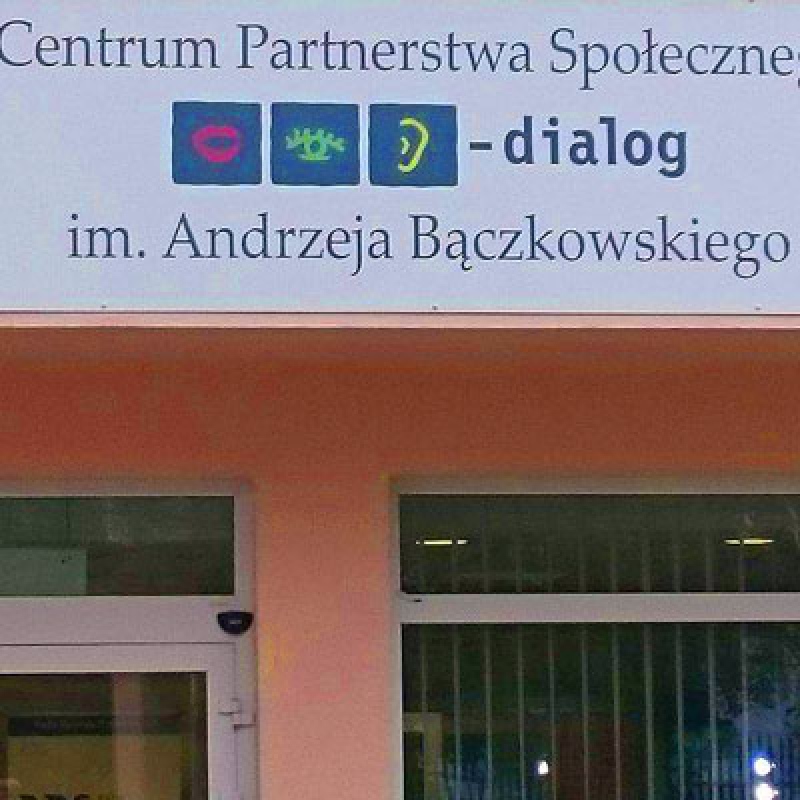 Centrum Partnerstwa Społeczneg
-dialog
im. Andrzeja Bączkowskiego